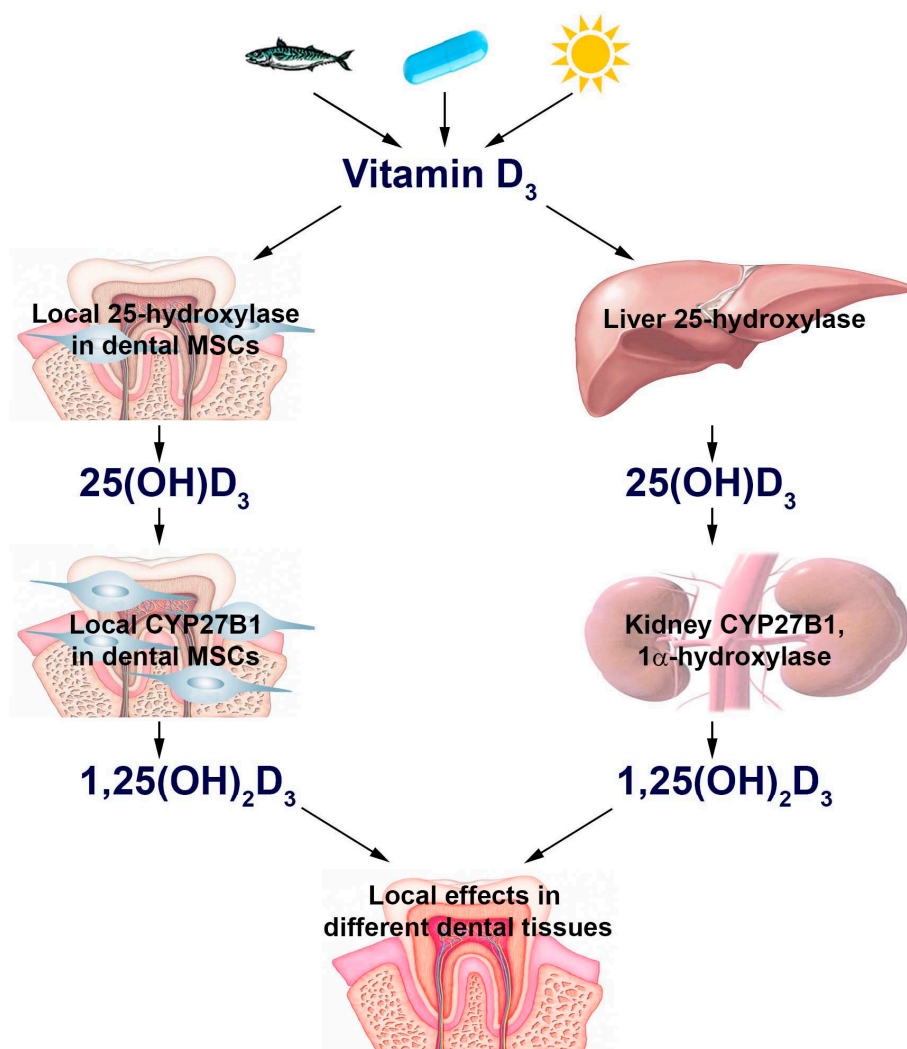 Vitamin D₃
Local 25-hydroxylase
in dental MSCs
Liver 25-hydroxylase
25(OH)D₃
25(OH)D₃
Local CYP27B1
in dental MSCs
Kidney CYP27B1,
1α-hydroxylase
1,25(OH)₂D₃
1,25(OH)₂D₃
Local effects in
different dental tissues